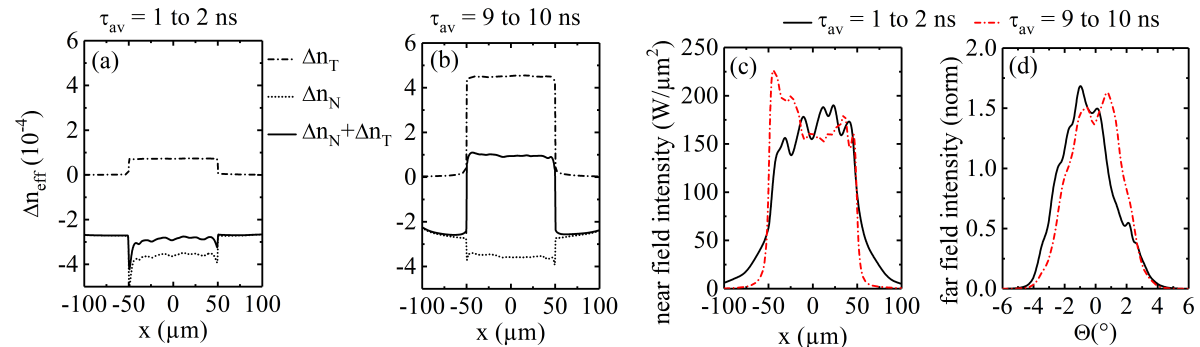 τav = 1 to 2 ns
τav = 9 to 10 ns
τav = 1 to 2 ns
τav = 9 to 10 ns
(a)
(b)
(c)
(d)
ΔnT
ΔnN
ΔnN+ΔnT
Δneff (10-4)
6
4
2
0
-2
-4
-100 -50 0 50 100
x (µm)
6
4
2
0
-2
-4
-100 -50 0 50 100
x (µm)
near field intensity (W/µm2)
250
200
150
100
50
0
-100 -50 0 50 100
x (µm)
far field intensity (norm)
2.0
1.5
1.0
0.5
0.0
-6 -4 -2 0 2 4 6
Θ(°)